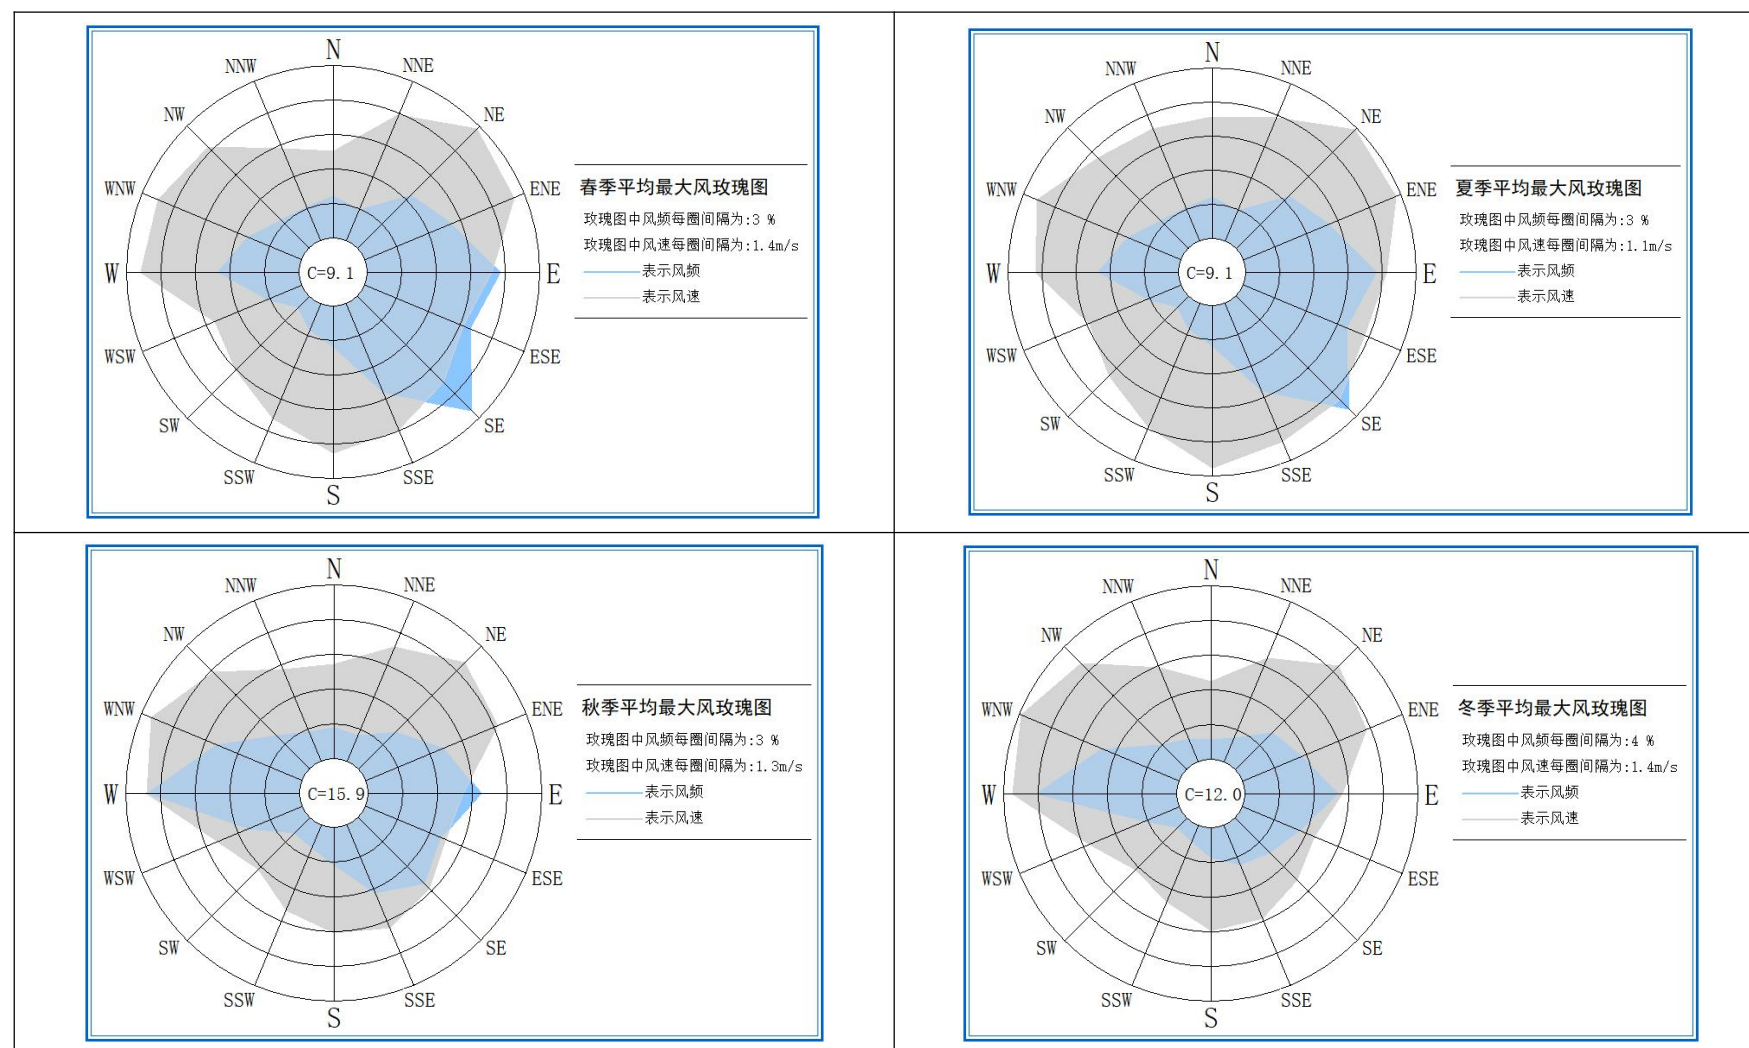 N
NNW
NNE
NW
NE
WNW
ENE
春季平均最大风玫瑰图
玫瑰图中风频每圈间隔为:3 %
玫瑰图中风速每圈间隔为:1.4m/s
W
C=9.1
E
表示风频
表示风速
WSW
ESE
SW
SE
SSW
SSE
S
N
NNW
NNE
NW
NE
WNW
ENE
夏季平均最大风玫瑰图
玫瑰图中风频每圈间隔为:3 %
玫瑰图中风速每圈间隔为:1.1m/s
W
C=9.1
E
表示风频
表示风速
WSW
ESE
SW
SE
SSW
SSE
S
N
NNW
NNE
NW
NE
WNW
ENE
秋季平均最大风玫瑰图
玫瑰图中风频每圈间隔为:3 %
玫瑰图中风速每圈间隔为:1.3m/s
W
C=15.9
E
表示风频
表示风速
WSW
ESE
SW
SE
SSW
SSE
S
N
NNW
NNE
NW
NE
WNW
ENE
冬季平均最大风玫瑰图
玫瑰图中风频每圈间隔为:4 %
玫瑰图中风速每圈间隔为:1.4m/s
W
C=12.0
E
表示风频
表示风速
WSW
ESE
SW
SE
SSW
SSE
S